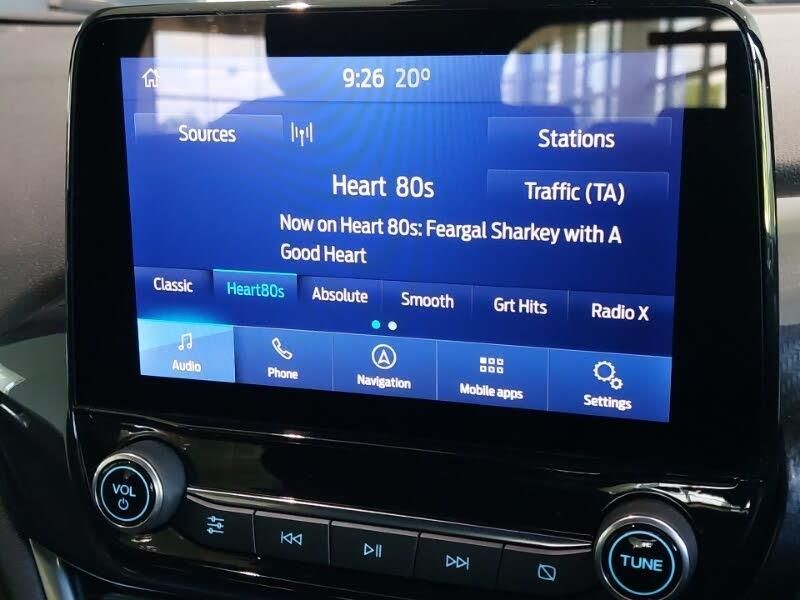 9:26 20°
Sources
Stations
Heart 80s
Traffic (TA)
Now on Heart 80s: Feargal Sharkey with A
Good Heart
Classic
Heart80s
Absolute
Smooth
Grt Hits
Radio X
Audio
Phone
Navigation
Mobile apps
Settings
VOL
TUNE